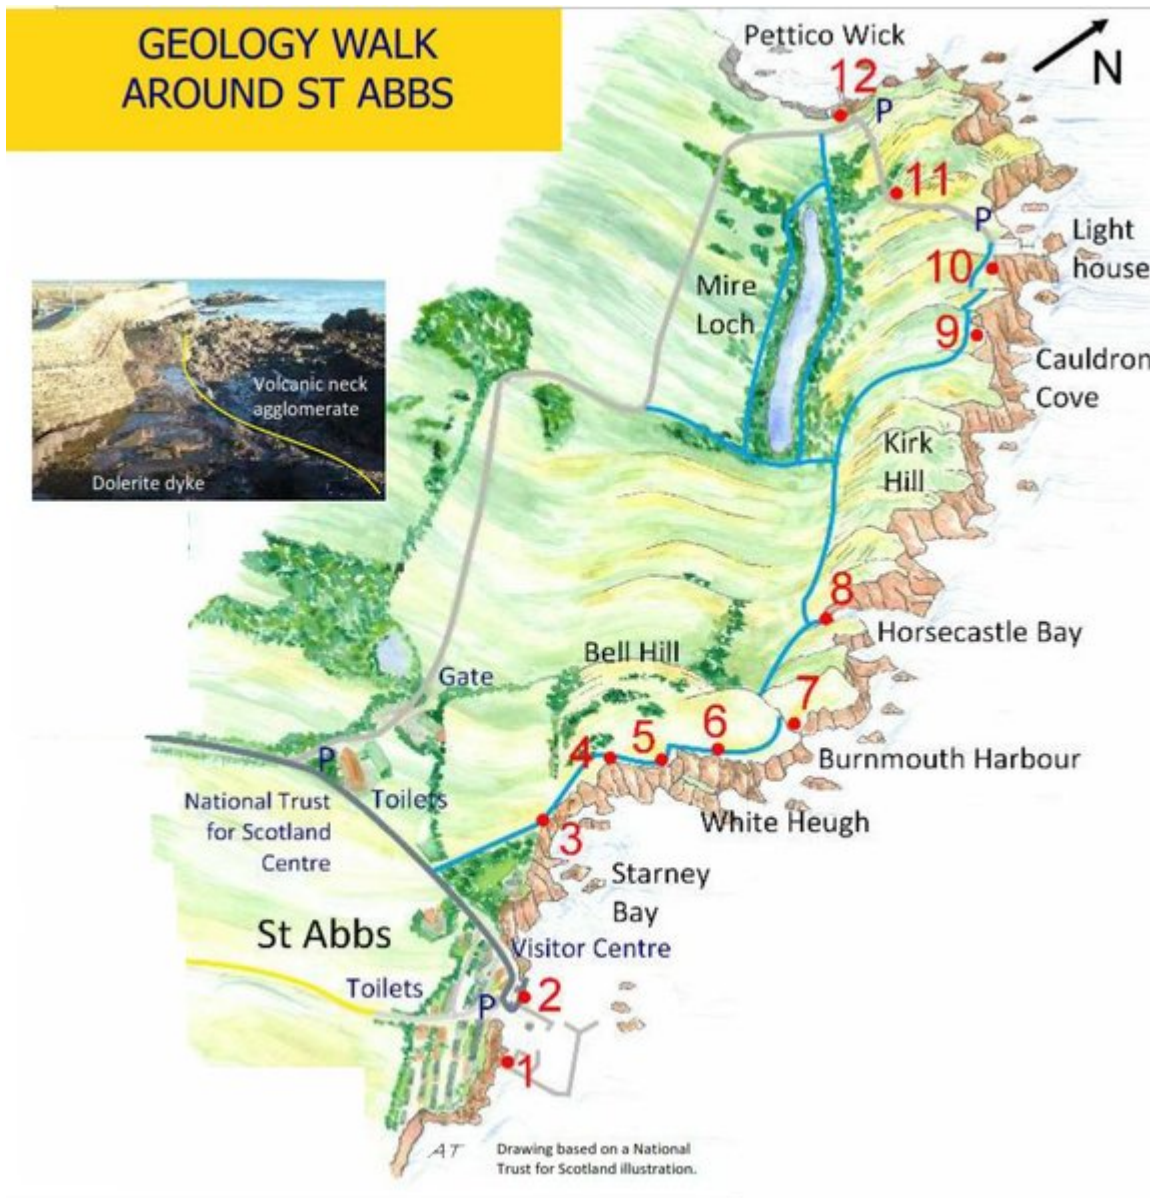 GEOLOGY WALK
AROUND ST ABBS
Pettico Wick
N
12
P
11
P
Light
house
10
Mire
Loch
9
Cauldron
Cove
Volcanic neck
agglomerate
Dolerite dyke
Kirk
Hill
8
Horsecastle Bay
Bell Hill
Gate
7
6
5
4
Burnmouth Harbour
P
Toilets
National Trust
for Scotland
Centre
White Heugh
3
Starney
Bay
St Abbs
Visitor Centre
Toilets
P
2
1
AT
Drawing based on a National
Trust for Scotland illustration.